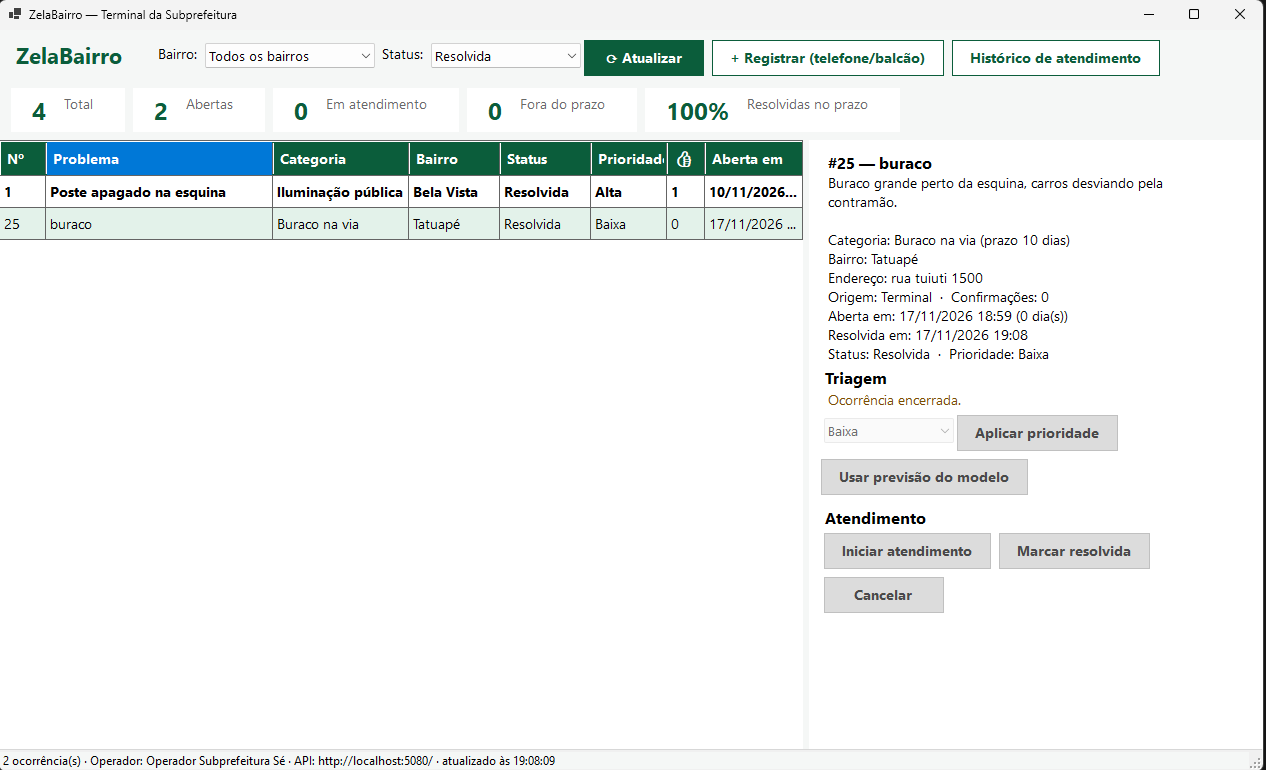 ZelaBairro — Terminal da Subprefeitura
ZelaBairro Bairro: Todos os bairros Status: Resolvida ⟳ Atualizar + Registrar (telefone/balcão) Histórico de atendimento
4 Total 2 Abertas 0 Em atendimento 0 Fora do prazo 100% Resolvidas no prazo
Nº Problema Categoria Bairro Status Prioridad 👍 Aberta em
1 Poste apagado na esquina Iluminação pública Bela Vista Resolvida Alta 1 10/11/2026...
25 buraco Buraco na via Tatuapé Resolvida Baixa 0 17/11/2026 ...
#25 — buraco
Buraco grande perto da esquina, carros desviando pela
contramão.
Categoria: Buraco na via (prazo 10 dias)
Bairro: Tatuapé
Endereço: rua tuiuti 1500
Origem: Terminal · Confirmações: 0
Aberta em: 17/11/2026 18:59 (0 dia(s))
Resolvida em: 17/11/2026 19:08
Status: Resolvida · Prioridade: Baixa
Triagem
Ocorrência encerrada.
Baixa Aplicar prioridade
Usar previsão do modelo
Atendimento
Iniciar atendimento Marcar resolvida
Cancelar
2 ocorrência(s) · Operador: Operador Subprefeitura Sé · API: http://localhost:5080/ · atualizado às 19:08:09